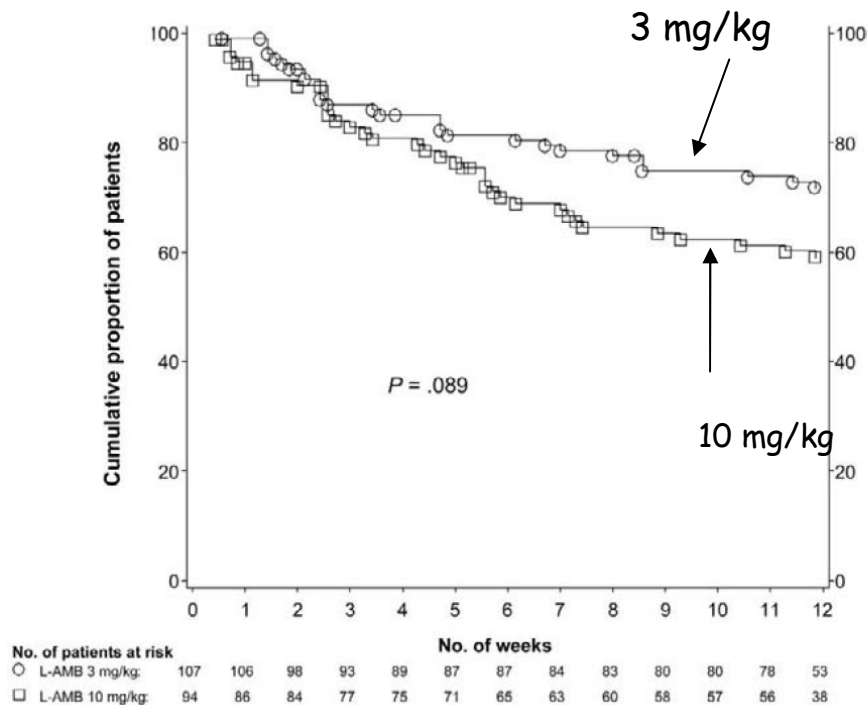 3 mg/kg
100
80
60
40
20
0
Cumulative proportion of patients
100
80
60
40
20
0
P = .089
10 mg/kg
0 1 2 3 4 5 6 7 8 9 10 11 12
No. of weeks
No. of patients at risk
L-AMB 3 mg/kg: 107 106 98 93 89 87 87 84 83 80 80 78 53
L-AMB 10 mg/kg: 94 86 84 77 75 71 65 63 60 58 57 56 38